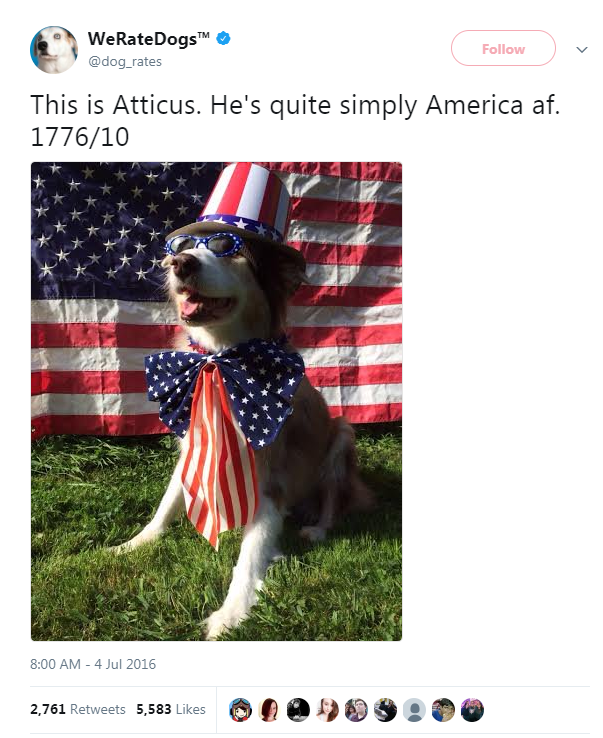 WeRateDogs™
@dog_rates
Follow
This is Atticus. He's quite simply America af.
1776/10
8:00 AM - 4 Jul 2016
2,761 Retweets 5,583 Likes